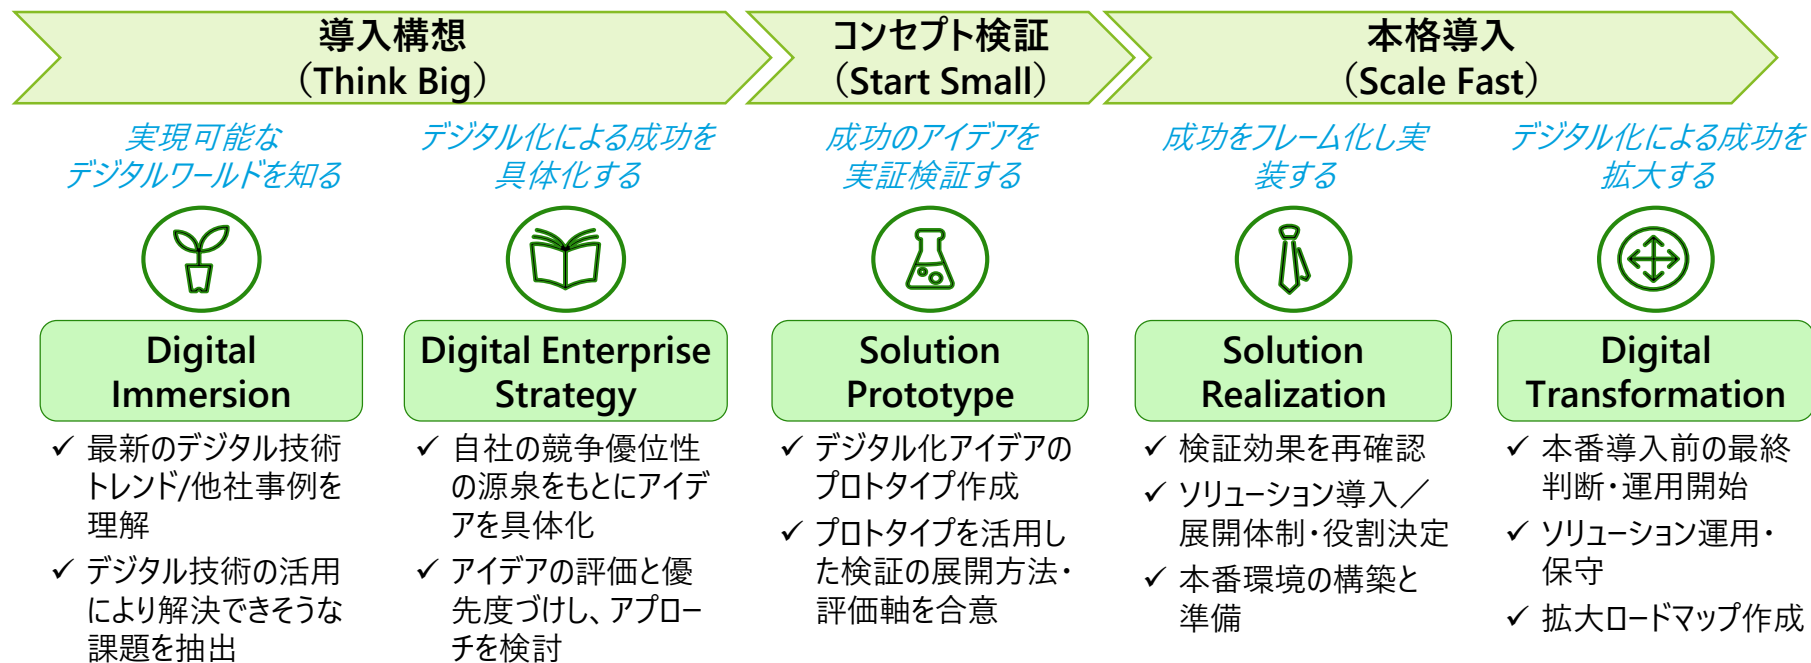 導入構想
（Think Big）
コンセプト検証
（Start Small）
本格導入
（Scale Fast）
実現可能な
デジタルワールドを知る
デジタル化による成功を
具体化する
成功のアイデアを
実証検証する
成功をフレーム化し実
装する
デジタル化による成功を
拡大する
Digital
Immersion
Digital Enterprise
Strategy
Solution
Prototype
Solution
Realization
Digital
Transformation
✓ 最新のデジタル技術
トレンド/他社事例を
理解
✓ デジタル技術の活用
により解決できそうな
課題を抽出
✓ 自社の競争優位性
の源泉をもとにアイデ
アを具体化
✓ アイデアの評価と優
先度づけし、アプロー
チを検討
✓ デジタル化アイデアの
プロトタイプ作成
✓ プロトタイプを活用し
た検証の展開方法・
評価軸を合意
✓ 検証効果を再確認
✓ ソリューション導入／
展開体制・役割決定
✓ 本番環境の構築と
準備
✓ 本番導入前の最終
判断・運用開始
✓ ソリューション運用・
保守
✓ 拡大ロードマップ作成